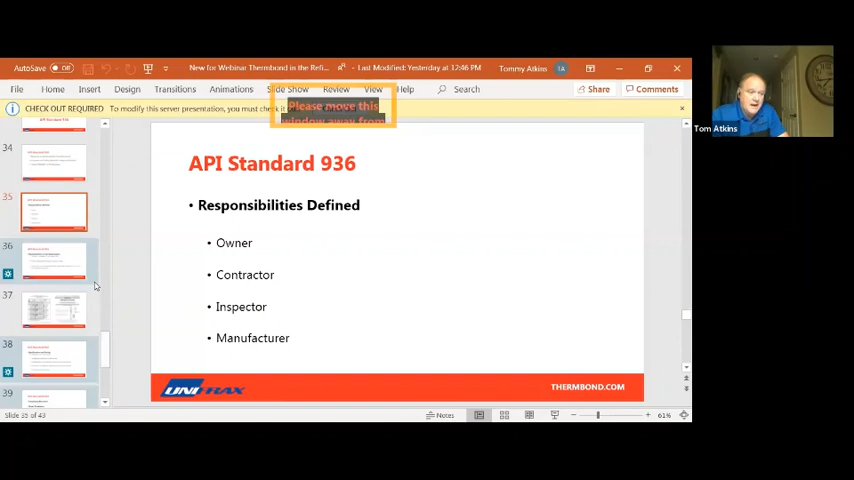 AutoSave Off
New for Webinar Thermbond in the Refi... - Last Modified: Yesterday at 12:46 PM
Tommy Atkins TA
File Home Insert Design Transitions Animations Slide Show Review View Help Search
Share Comments
CHECK OUT REQUIRED To modify this server presentation, you must check it
Please move this
window away from
34
35
36
37
38
39
API Standard 936
• Responsibilities Defined
• Owner
• Contractor
• Inspector
• Manufacturer
UNIFRAX
THERMBOND.COM
Slide 35 of 43
Notes
61%
Tom Atkins